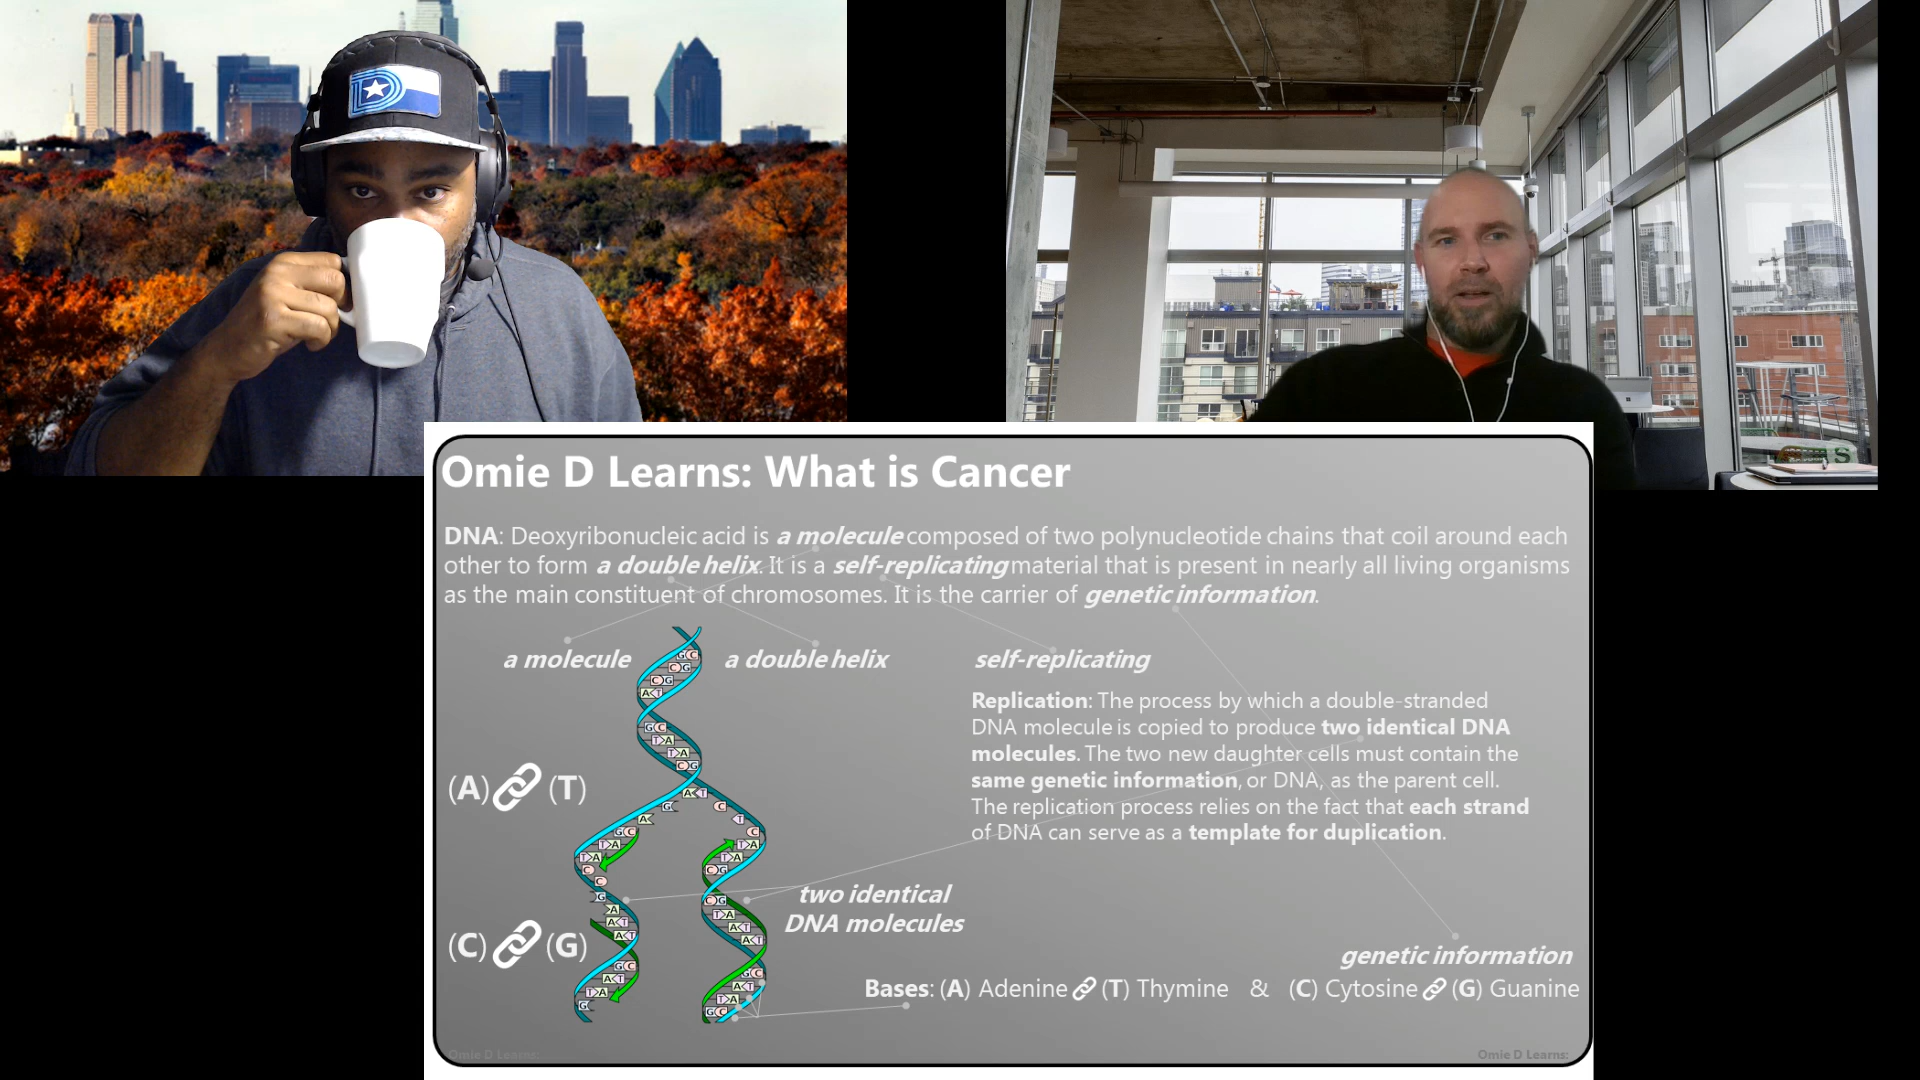 Omie D Learns: What is Cancer
DNA: Deoxyribonucleic acid is a molecule composed of two polynucleotide chains that coil around each
other to form a double helix. It is a self-replicating material that is present in nearly all living organisms
as the main constituent of chromosomes. It is the carrier of genetic information.
a molecule
a double helix
self-replicating
Replication: The process by which a double-stranded
DNA molecule is copied to produce two identical DNA
molecules. The two new daughter cells must contain the
same genetic information, or DNA, as the parent cell.
The replication process relies on the fact that each strand
of DNA can serve as a template for duplication.
(A) (T)
two identical
DNA molecules
(C) (G)
genetic information
Bases: (A) Adenine (T) Thymine & (C) Cytosine (G) Guanine
Omie D Learns:
Omie D Learns: